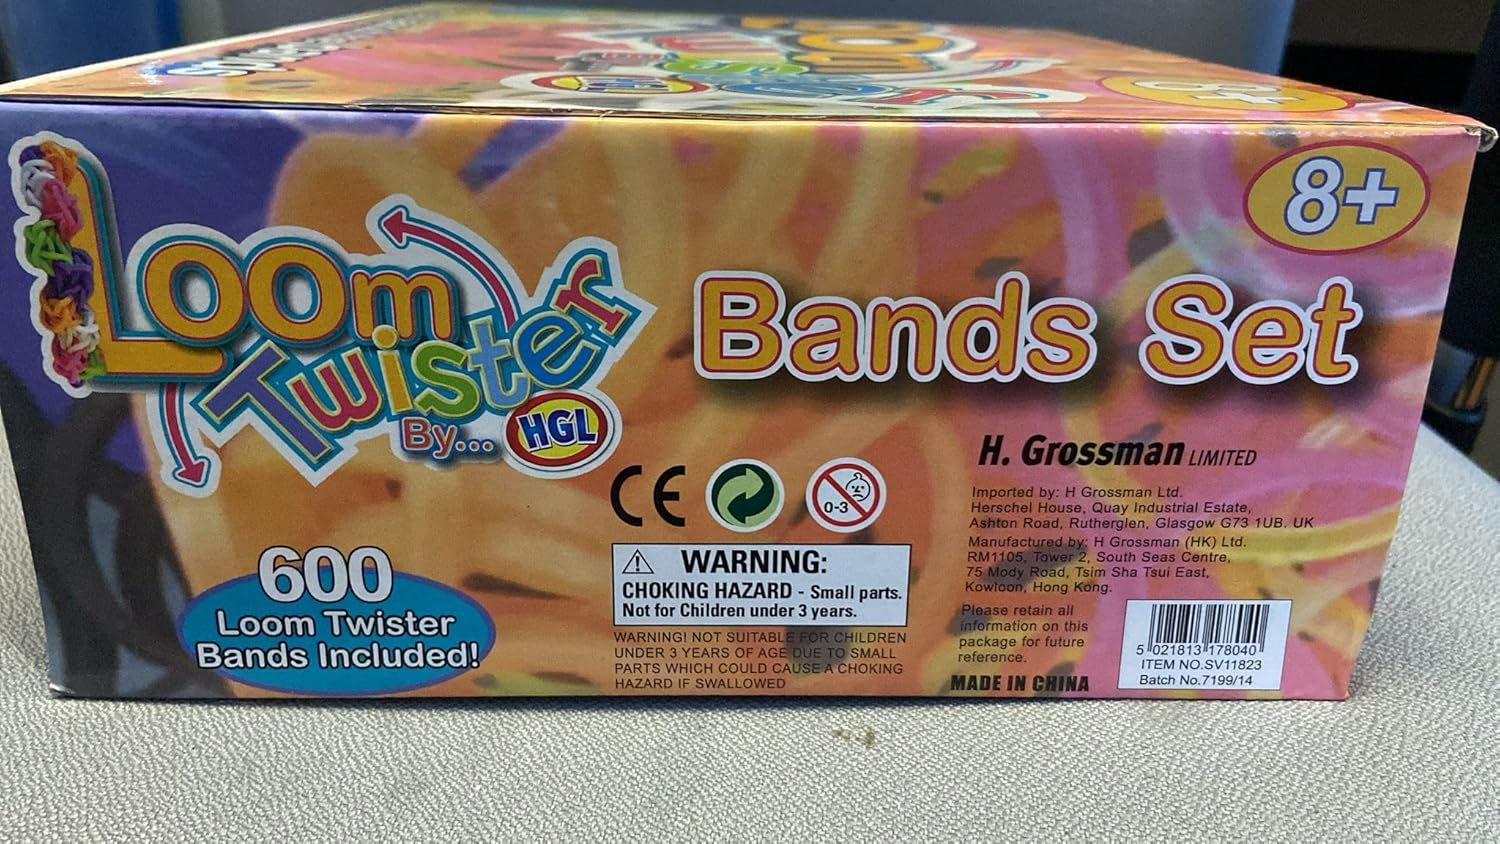 HGL
8+
8+
Loom
Twister
By... HGL
Bands Set
600
Loom Twister
Bands Included!
CE
0-3
WARNING:
CHOKING HAZARD - Small parts.
Not for Children under 3 years.
WARNING! NOT SUITABLE FOR CHILDREN
UNDER 3 YEARS OF AGE DUE TO SMALL
PARTS WHICH COULD CAUSE A CHOKING
HAZARD IF SWALLOWED
H. Grossman LIMITED
Imported by: H Grossman Ltd.
Herschel House, Quay Industrial Estate,
Ashton Road, Rutherglen, Glasgow G73 1UB. UK
Manufactured by: H Grossman (HK) Ltd.
RM1105, Tower 2, South Seas Centre,
75 Mody Road, Tsim Sha Tsui East,
Kowloon, Hong Kong.
Please retain all
information on this
package for future
reference.
MADE IN CHINA
5 021813 178040
ITEM NO.SV11823
Batch No.7199/14